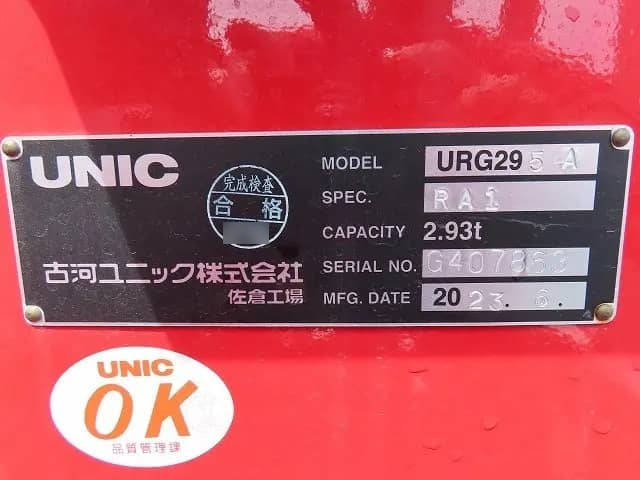 UNIC
完成検査
合格
古河ユニック株式会社
佐倉工場
MODEL URG295-A
SPEC. RA1
CAPACITY 2.93t
SERIAL NO. G407863
MFG. DATE 2023. 6.
UNIC
OK
品質管理課